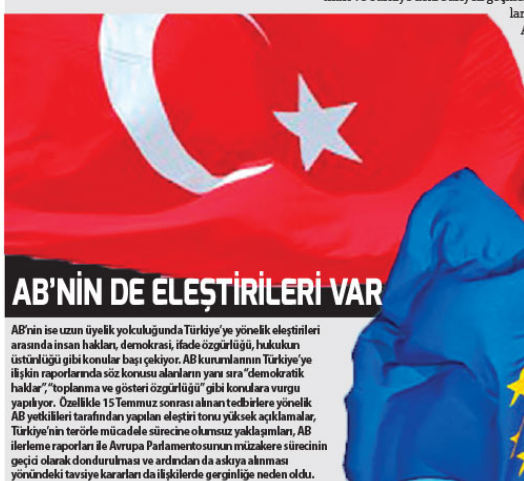 AB'NİN DE ELEŞTİRİLERİ VAR
AB'nin ise uzun üyelik yolculuğunda Türkiye'ye yönelik eleştirileri
arasında insan hakları, demokrasi, ifade özgürlüğü, hukukun
üstünlüğü gibi konular başı çekiyor. AB kurumlarının Türkiye'ye
ilişkin raporlarında söz konusu alanların yanı sıra "demokratik
haklar", "toplanma ve gösteri özgürlüğü" gibi konulara vurgu
yapılıyor. Özellikle 15 Temmuz sonrası alınan tedbirlere yönelik
AB yetkilileri tarafından yapılan eleştiri tonu yüksek açıklamalar,
Türkiye'nin terörle mücadele sürecine olumsuz yaklaşımları, AB
ilerleme raporları ile Avrupa Parlamentosunun müzakere sürecinin
geçici olarak dondurulması ve ardından da askıya alınması
yönündeki tavsiye kararları da ilişkilerde gerginliğe neden oldu.